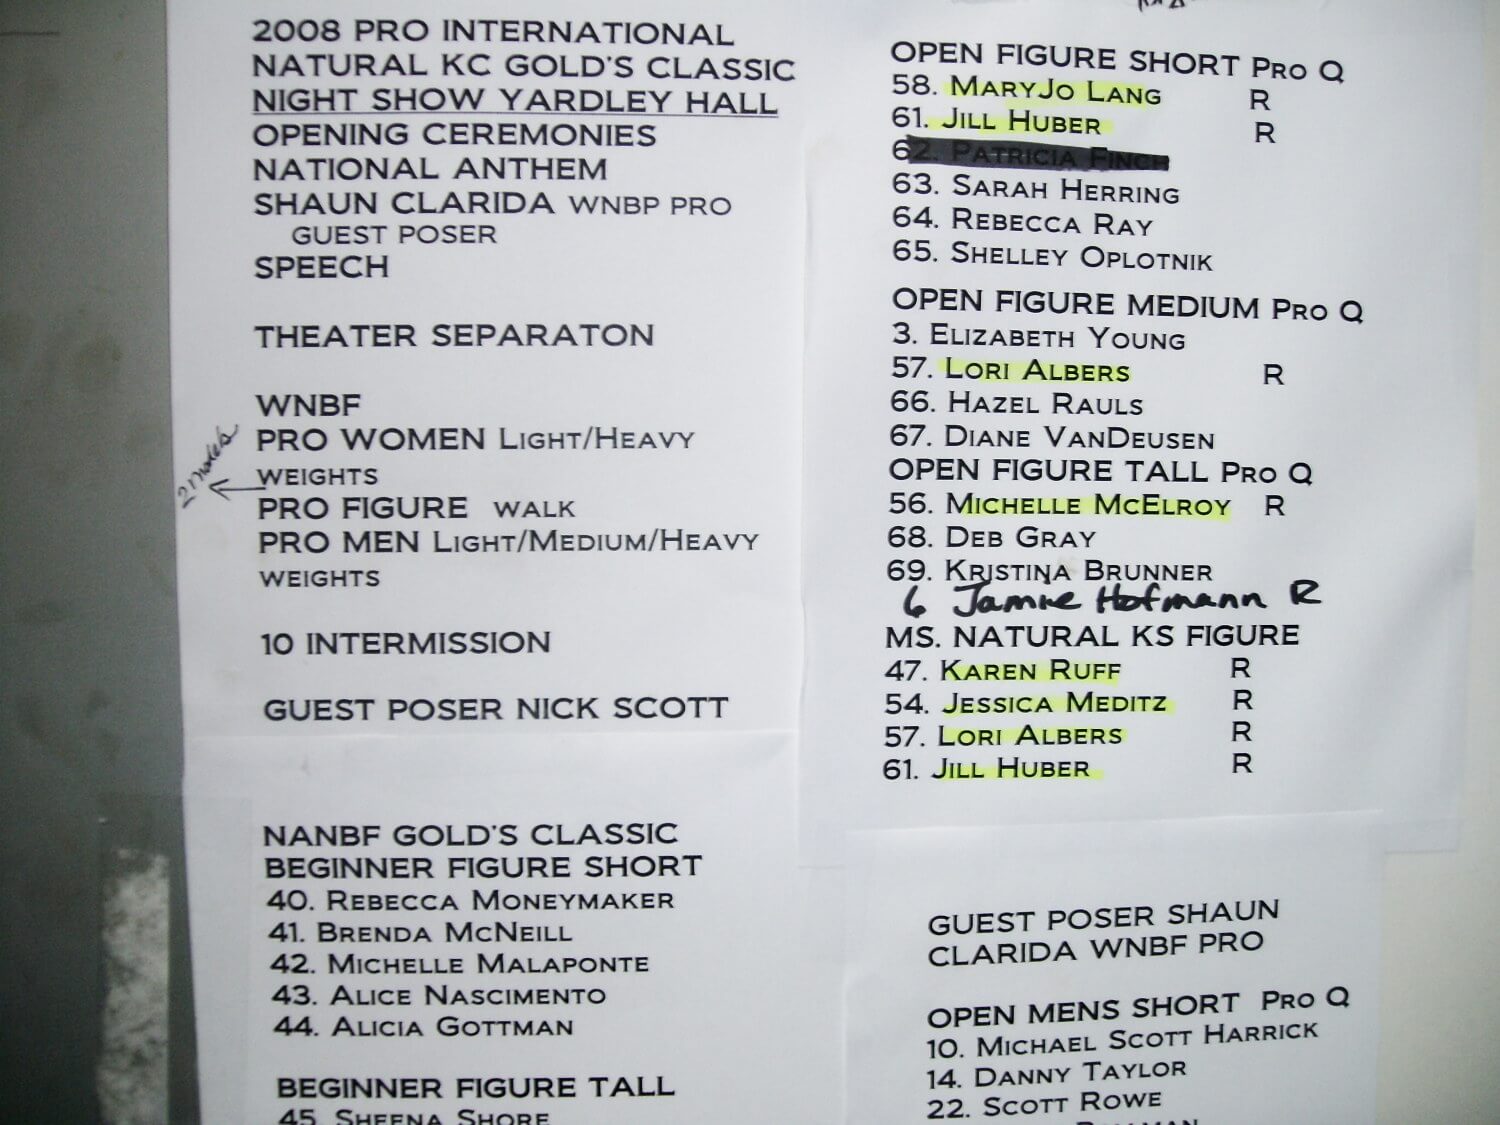 2008 PRO INTERNATIONAL
NATURAL KC GOLD'S CLASSIC
NIGHT SHOW YARDLEY HALL
OPENING CEREMONIES
NATIONAL ANTHEM
SHAUN CLARIDA WNBP PRO
GUEST POSER
SPEECH
THEATER SEPARATON
WNBF
PRO WOMEN LIGHT/HEAVY
WEIGHTS
2 models
PRO FIGURE WALK
PRO MEN LIGHT/MEDIUM/HEAVY
WEIGHTS
10 INTERMISSION
GUEST POSER NICK SCOTT
NANBF GOLD'S CLASSIC
BEGINNER FIGURE SHORT
40. REBECCA MONEYMAKER
41. BRENDA MCNEILL
42. MICHELLE MALAPONTE
43. ALICE NASCIMENTO
44. ALICIA GOTTMAN
BEGINNER FIGURE TALL
45. SHEENA SHORE
OPEN FIGURE SHORT PRO Q
58. MARYJO LANG R
61. JILL HUBER R
62. PATRICIA FINCH
63. SARAH HERRING
64. REBECCA RAY
65. SHELLEY OPLOTNIK
OPEN FIGURE MEDIUM PRO Q
3. ELIZABETH YOUNG
57. LORI ALBERS R
66. HAZEL RAULS
67. DIANE VANDEUSEN
OPEN FIGURE TALL PRO Q
56. MICHELLE MCELROY R
68. DEB GRAY
69. KRISTINA BRUNNER
6 Jamie Hofmann R
MS. NATURAL KS FIGURE
47. KAREN RUFF R
54. JESSICA MEDITZ R
57. LORI ALBERS R
61. JILL HUBER R
GUEST POSER SHAUN
CLARIDA WNBF PRO
OPEN MENS SHORT PRO Q
10. MICHAEL SCOTT HARRICK
14. DANNY TAYLOR
22. SCOTT ROWE